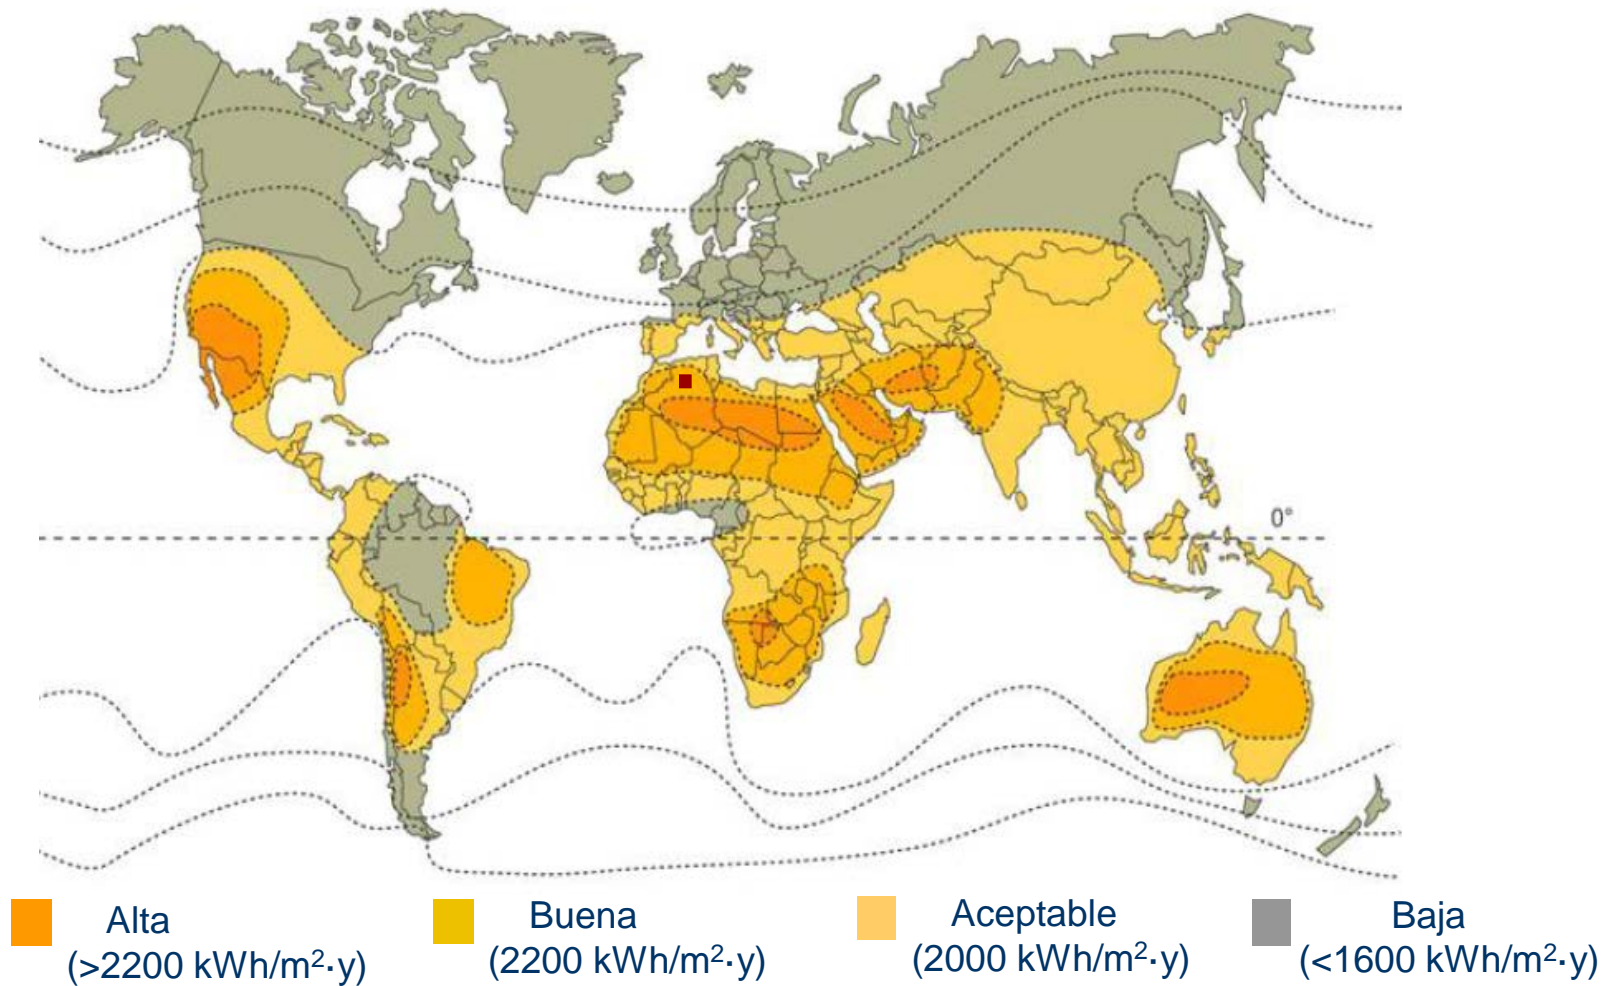 0°
Alta
(>2200 kWh/m²·y)
Buena
(2200 kWh/m²·y)
Aceptable
(2000 kWh/m²·y)
Baja
(<1600 kWh/m²·y)